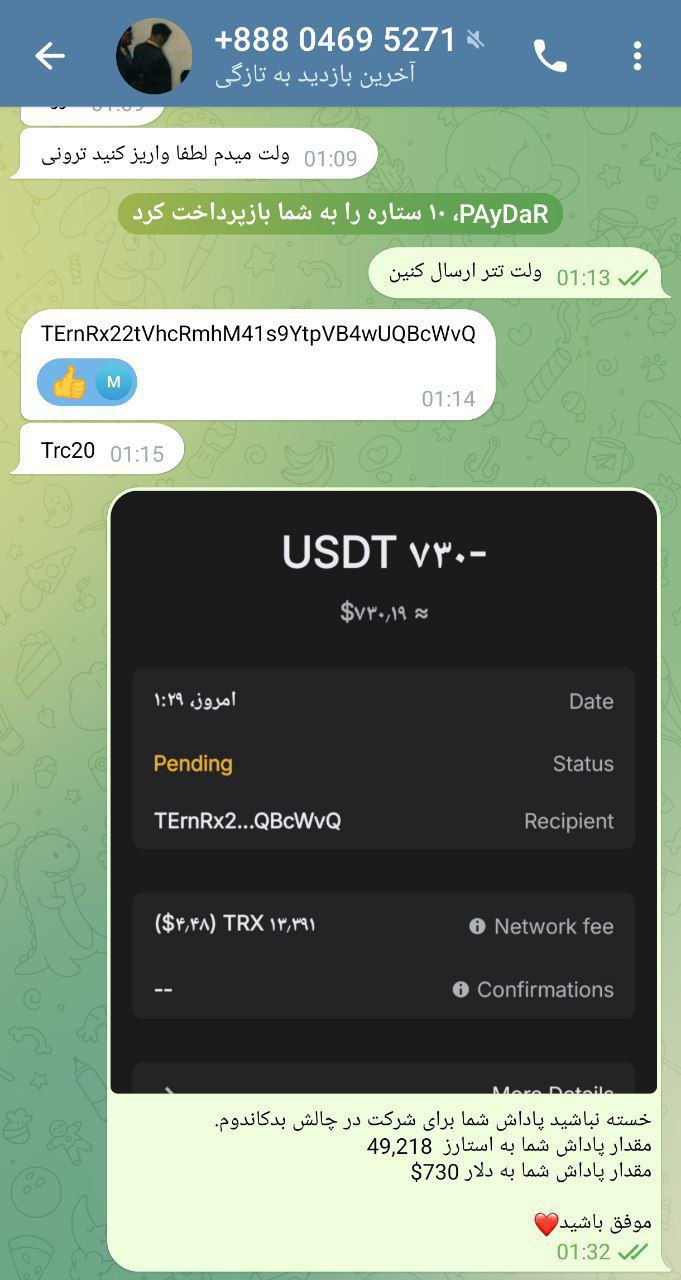 +888 0469 5271
آخرین بازدید به تازگی
01:09
ولت میدم لطفا واریز کنید ترونی 01:09
PAyDaR، ۱۰ ستاره را به شما بازپرداخت کرد
ولت تتر ارسال کنین 01:13
TErnRx22tVhcRmhM41s9YtpVB4wUQBcWvQ
👍 M
01:14
Trc20 01:15
USDT ۷۳۰-
$۷۳۰٫۱۹ ≈
امروز، ۱:۲۹ Date
Pending Status
TErnRx2...QBcWvQ Recipient
($۴٫۴۸) TRX ۱۳٫۳۹۱ Network fee
-- Confirmations
More Details
خسته نباشید پاداش شما برای شرکت در چالش بدکاندوم.
مقدار پاداش شما به استارز 49,218
مقدار پاداش شما به دلار 730$
موفق باشید❤️
01:32